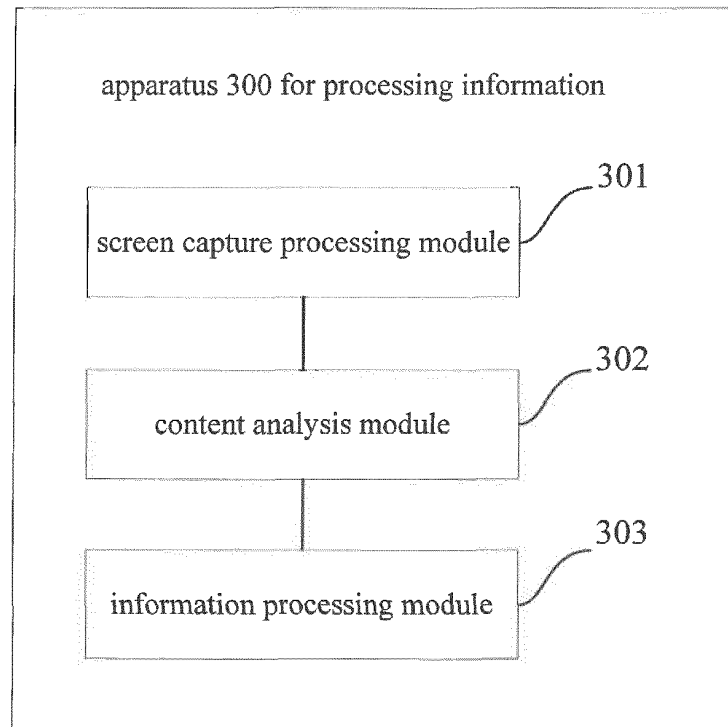 apparatus 300 for processing information
301
screen capture processing module
302
content analysis module
303
information processing module